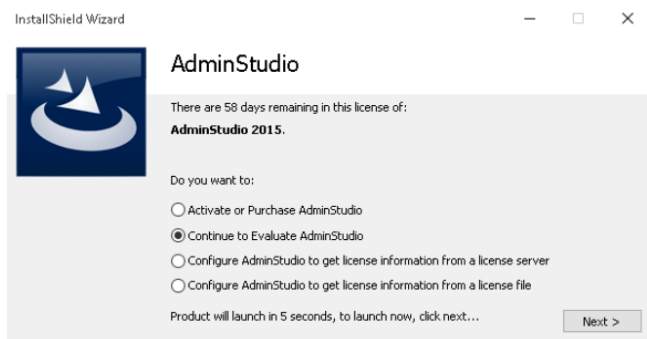 InstallShield Wizard
AdminStudio
There are 58 days remaining in this license of:
AdminStudio 2015.
Do you want to:
Activate or Purchase AdminStudio
Continue to Evaluate AdminStudio
Configure AdminStudio to get license information from a license server
Configure AdminStudio to get license information from a license file
Product will launch in 5 seconds, to launch now, click next...
Next >